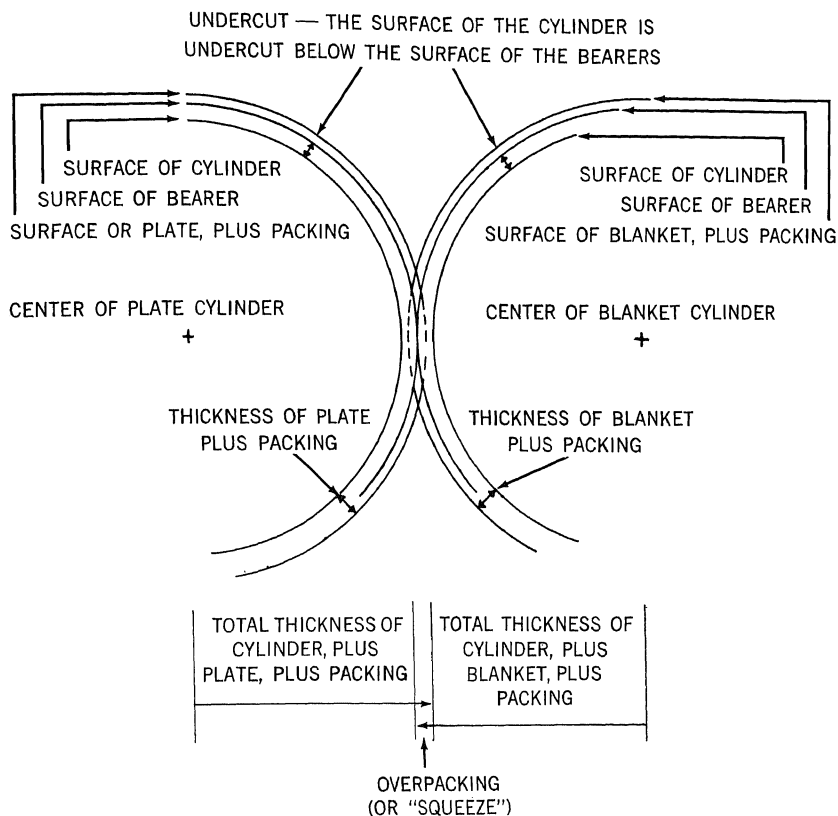 UNDERCUT — THE SURFACE OF THE CYLINDER IS
UNDERCUT BELOW THE SURFACE OF THE BEARERS
SURFACE OF CYLINDER
SURFACE OF BEARER
SURFACE OR PLATE, PLUS PACKING
SURFACE OF CYLINDER
SURFACE OF BEARER
SURFACE OF BLANKET, PLUS PACKING
CENTER OF PLATE CYLINDER
+
CENTER OF BLANKET CYLINDER
+
THICKNESS OF PLATE
PLUS PACKING
THICKNESS OF BLANKET
PLUS PACKING
TOTAL THICKNESS OF
CYLINDER, PLUS
PLATE, PLUS PACKING
TOTAL THICKNESS OF
CYLINDER, PLUS
BLANKET, PLUS
PACKING
OVERPACKING
(OR “SQUEEZE”)